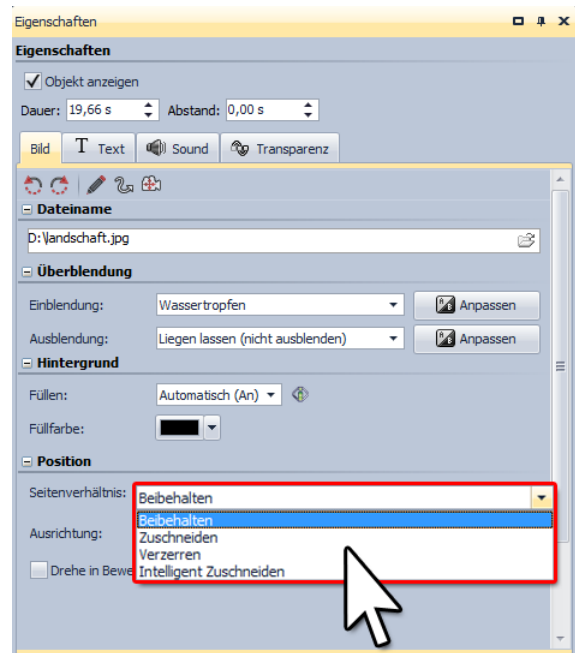 Eigenschaften
Eigenschaften
Objekt anzeigen
Dauer: 19,66 s Abstand: 0,00 s
Bild T Text Sound Transparenz
Dateiname
D:\landschaft.jpg
Überblendung
Einblendung: Wassertropfen Anpassen
Ausblendung: Liegen lassen (nicht ausblenden) Anpassen
Hintergrund
Füllen: Automatisch (An)
Füllfarbe:
Position
Seitenverhältnis: Beibehalten
Beibehalten
Zuschneiden
Ausrichtung:
Verzerren
Drehe in Bewe
Intelligent Zuschneiden